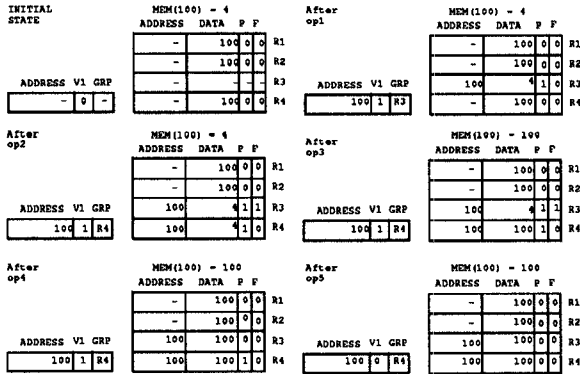 INITIAL STATE
MEM(100) - 4
ADDRESS DATA P F
- 100 0 0 R1
- 100 0 0 R2
- - - - R3
- 100 0 0 R4
ADDRESS V1 GRP
- 0 -
After op1
MEM(100) - 4
ADDRESS DATA P F
- 100 0 0 R1
- 100 0 0 R2
100 4 1 0 R3
- 100 0 0 R4
ADDRESS V1 GRP
100 1 R3
After op2
MEM(100) = 4
ADDRESS DATA P F
- 100 0 0 R1
- 100 0 0 R2
100 4 1 1 R3
100 4 1 0 R4
ADDRESS V1 GRP
100 1 R4
After op3
MEM(100) - 100
ADDRESS DATA P F
- 100 0 0 R1
- 100 0 0 R2
100 4 1 1 R3
100 100 1 0 R4
ADDRESS V1 GRP
100 1 R4
After op4
MEM(100) - 100
ADDRESS DATA P F
- 100 0 0 R1
- 100 0 0 R2
100 100 0 0 R3
100 100 1 0 R4
ADDRESS V1 GRP
100 1 R4
After op5
MEM(100) - 100
ADDRESS DATA P F
- 100 0 0 R1
- 100 0 0 R2
100 100 0 0 R3
100 100 0 0 R4
ADDRESS V1 GRP
100 0 R4